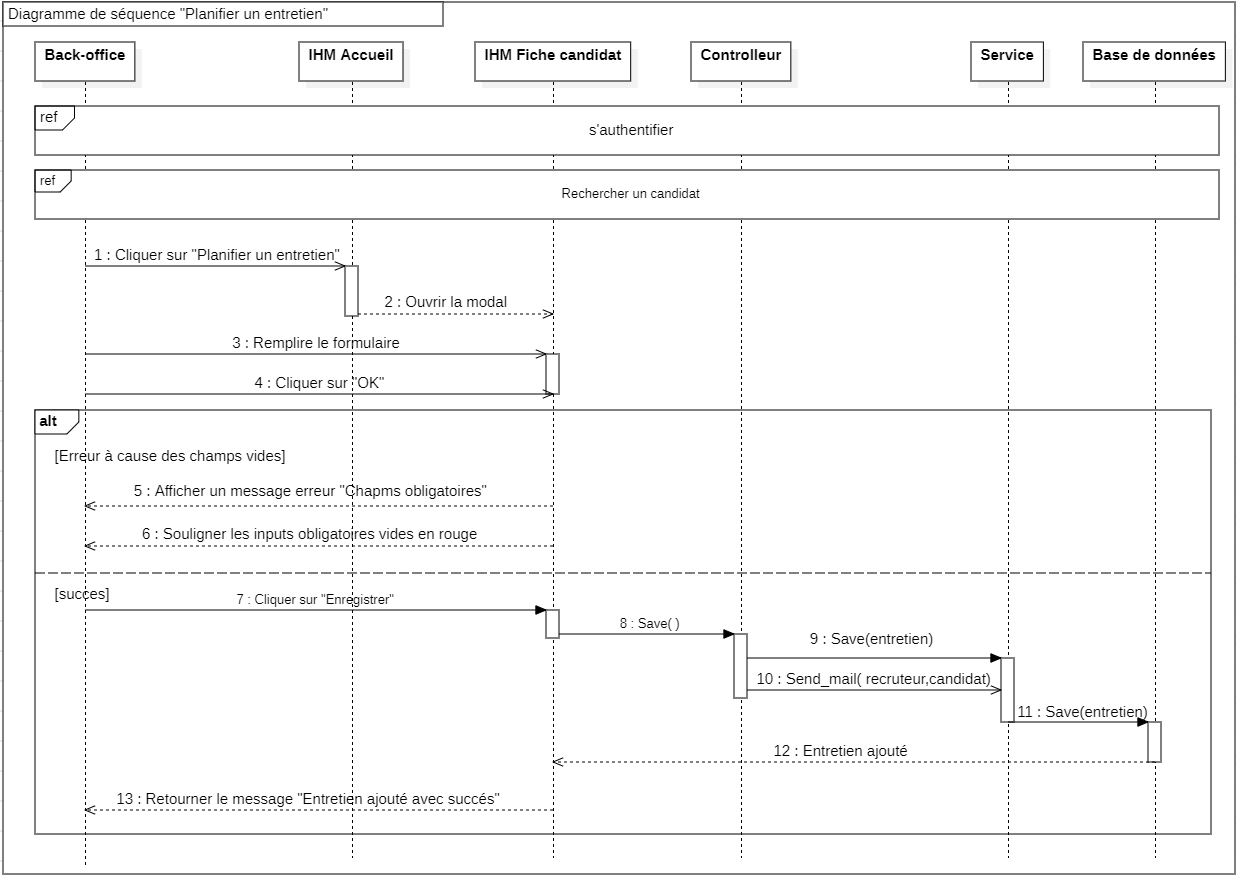 Diagramme de séquence "Planifier un entretien"
Back-office
IHM Accueil
IHM Fiche candidat
Controlleur
Service
Base de données
ref
s'authentifier
ref
Rechercher un candidat
1 : Cliquer sur "Planifier un entretien"
2 : Ouvrir la modal
3 : Remplire le formulaire
4 : Cliquer sur "OK"
alt
[Erreur à cause des champs vides]
5 : Afficher un message erreur "Chapms obligatoires"
6 : Souligner les inputs obligatoires vides en rouge
[succes]
7 : Cliquer sur "Enregistrer"
8 : Save( )
9 : Save(entretien)
10 : Send_mail( recruteur,candidat)
11 : Save(entretien)
12 : Entretien ajouté
13 : Retourner le message "Entretien ajouté avec succés"